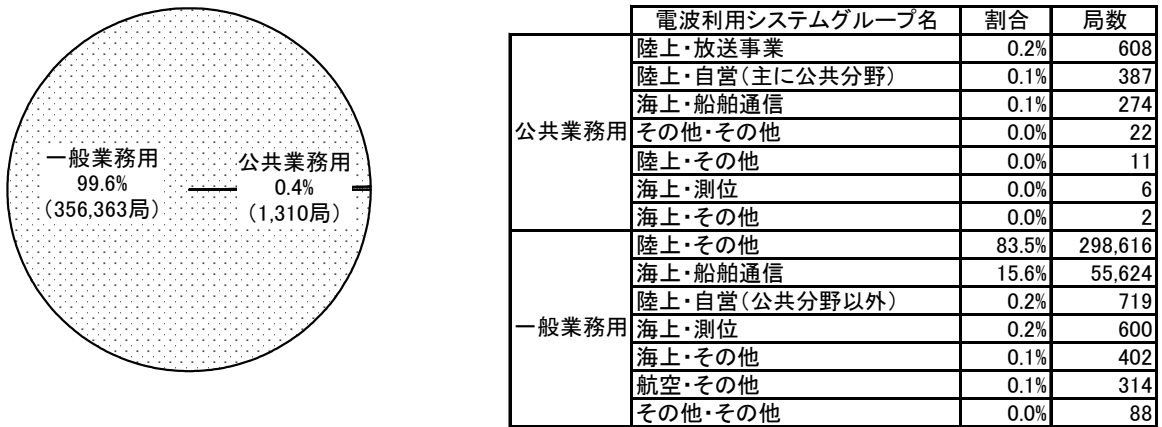 一般業務用
99.6%
（356,363局）
公共業務用
0.4%
（1,310局）
電波利用システムグループ名 割合 局数
公共業務用
陸上・放送事業 0.2% 608
陸上・自営（主に公共分野） 0.1% 387
海上・船舶通信 0.1% 274
その他・その他 0.0% 22
陸上・その他 0.0% 11
海上・測位 0.0% 6
海上・その他 0.0% 2
一般業務用
陸上・その他 83.5% 298,616
海上・船舶通信 15.6% 55,624
陸上・自営（公共分野以外） 0.2% 719
海上・測位 0.2% 600
海上・その他 0.1% 402
航空・その他 0.1% 314
その他・その他 0.0% 88